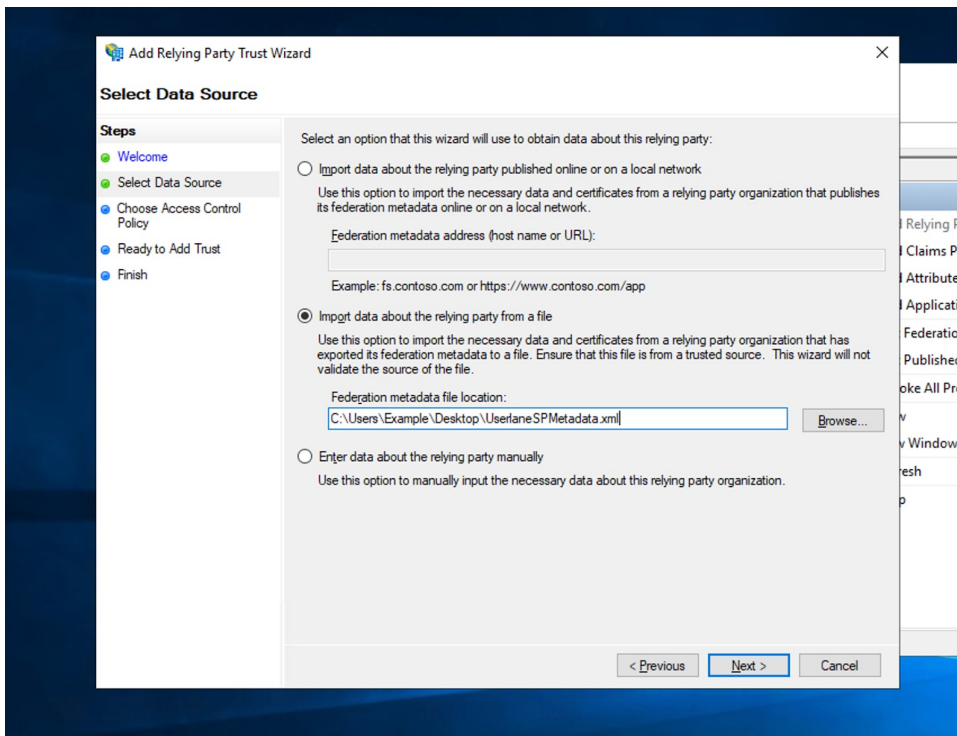 Add Relying Party Trust Wizard
Select Data Source
Steps
Welcome
Select Data Source
Choose Access Control
Policy
Ready to Add Trust
Finish
Select an option that this wizard will use to obtain data about this relying party:
Import data about the relying party published online or on a local network
Use this option to import the necessary data and certificates from a relying party organization that publishes
its federation metadata online or on a local network.
Federation metadata address (host name or URL):
Example: fs.contoso.com or https://www.contoso.com/app
Import data about the relying party from a file
Use this option to import the necessary data and certificates from a relying party organization that has
exported its federation metadata to a file. Ensure that this file is from a trusted source. This wizard will not
validate the source of the file.
Federation metadata file location:
C:\Users\Example\Desktop\UserlaneSPMetadata.xml
Browse...
Enter data about the relying party manually
Use this option to manually input the necessary data about this relying party organization.
< Previous
Next >
Cancel
Relying
Claims P
Attribute
Applicati
Federatio
Published
oke All Pr
w
v Window
resh
p